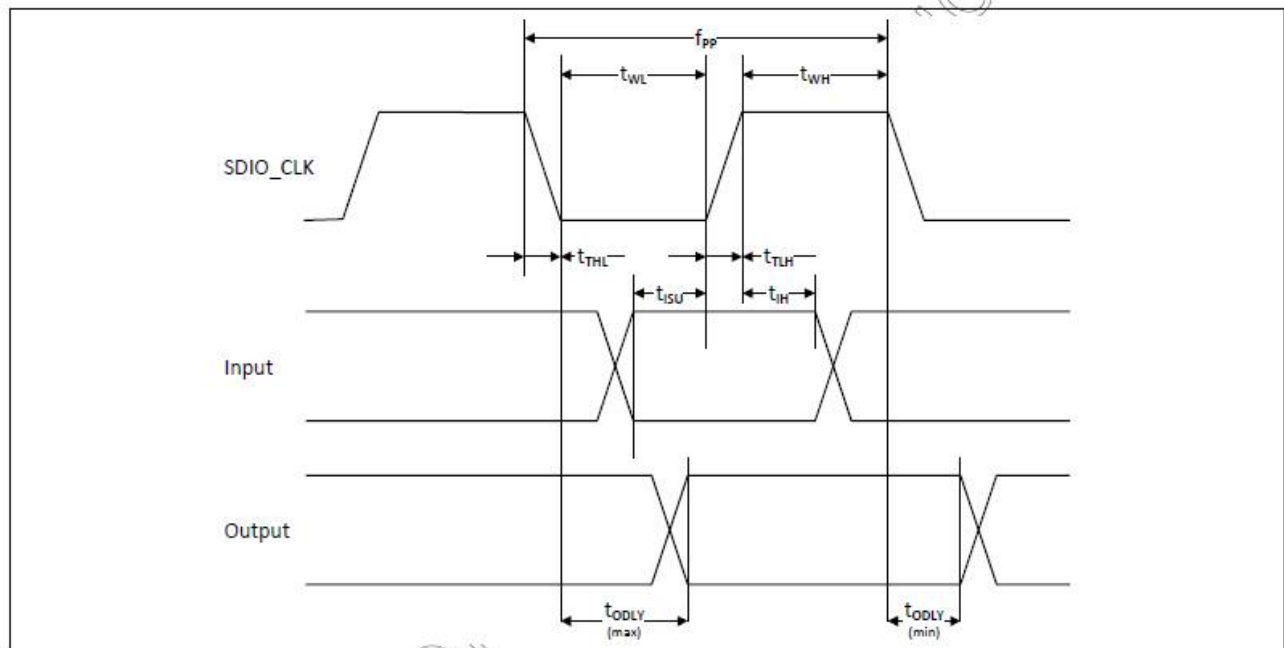 fPP
tWL
tWH
SDIO_CLK
tTHL
tTLH
tISU
tIH
Input
Output
tODLY
(max)
tODLY
(min)